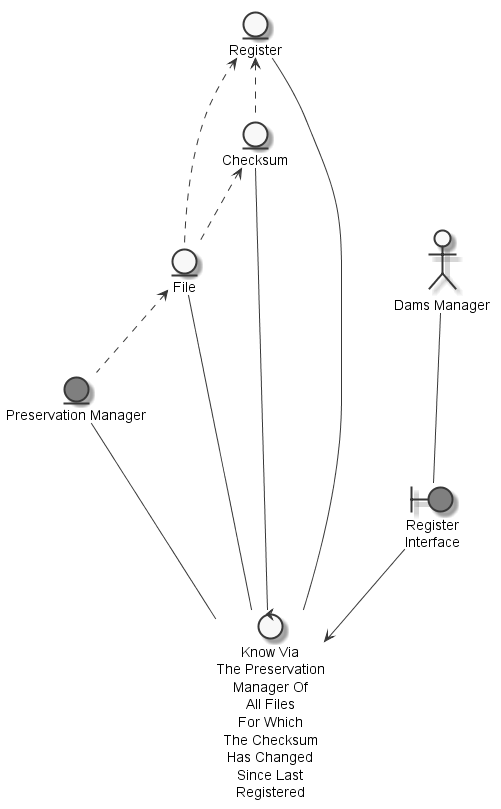 Register
Checksum
File
Dams Manager
Preservation Manager
Register
Interface
Know Via
The Preservation
Manager Of
All Files
For Which
The Checksum
Has Changed
Since Last
Registered